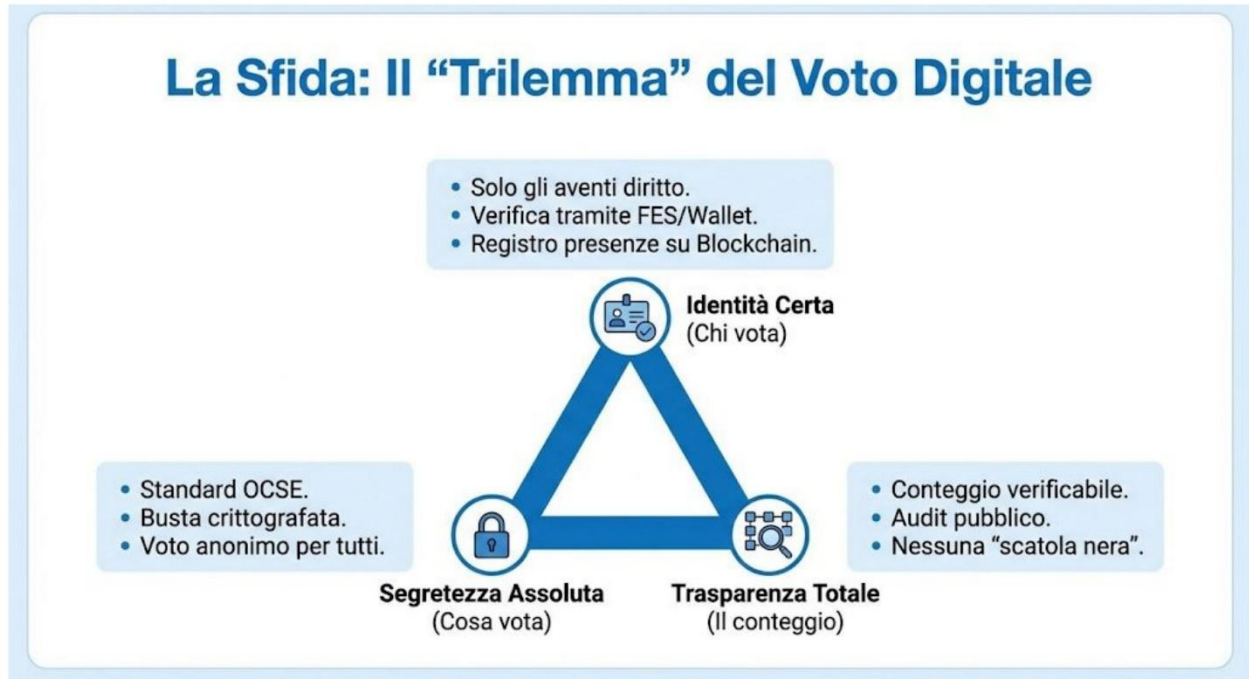 La Sfida: Il “Trilemma” del Voto Digitale
• Solo gli aventi diritto.
• Verifica tramite FES/Wallet.
• Registro presenze su Blockchain.
Identità Certa
(Chi vota)
• Standard OCSE.
• Busta crittografata.
• Voto anonimo per tutti.
Segretezza Assoluta
(Cosa vota)
• Conteggio verificabile.
• Audit pubblico.
• Nessuna “scatola nera”.
Trasparenza Totale
(Il conteggio)